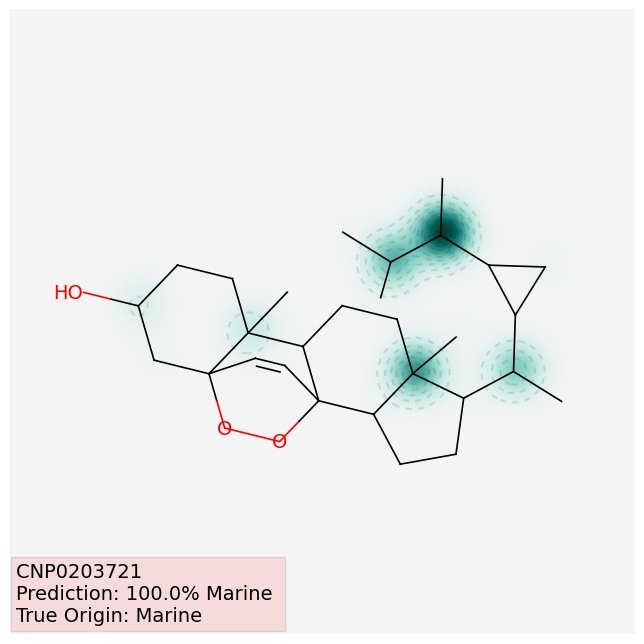 HO
O
O
CNP0203721
Prediction: 100.0% Marine
True Origin: Marine